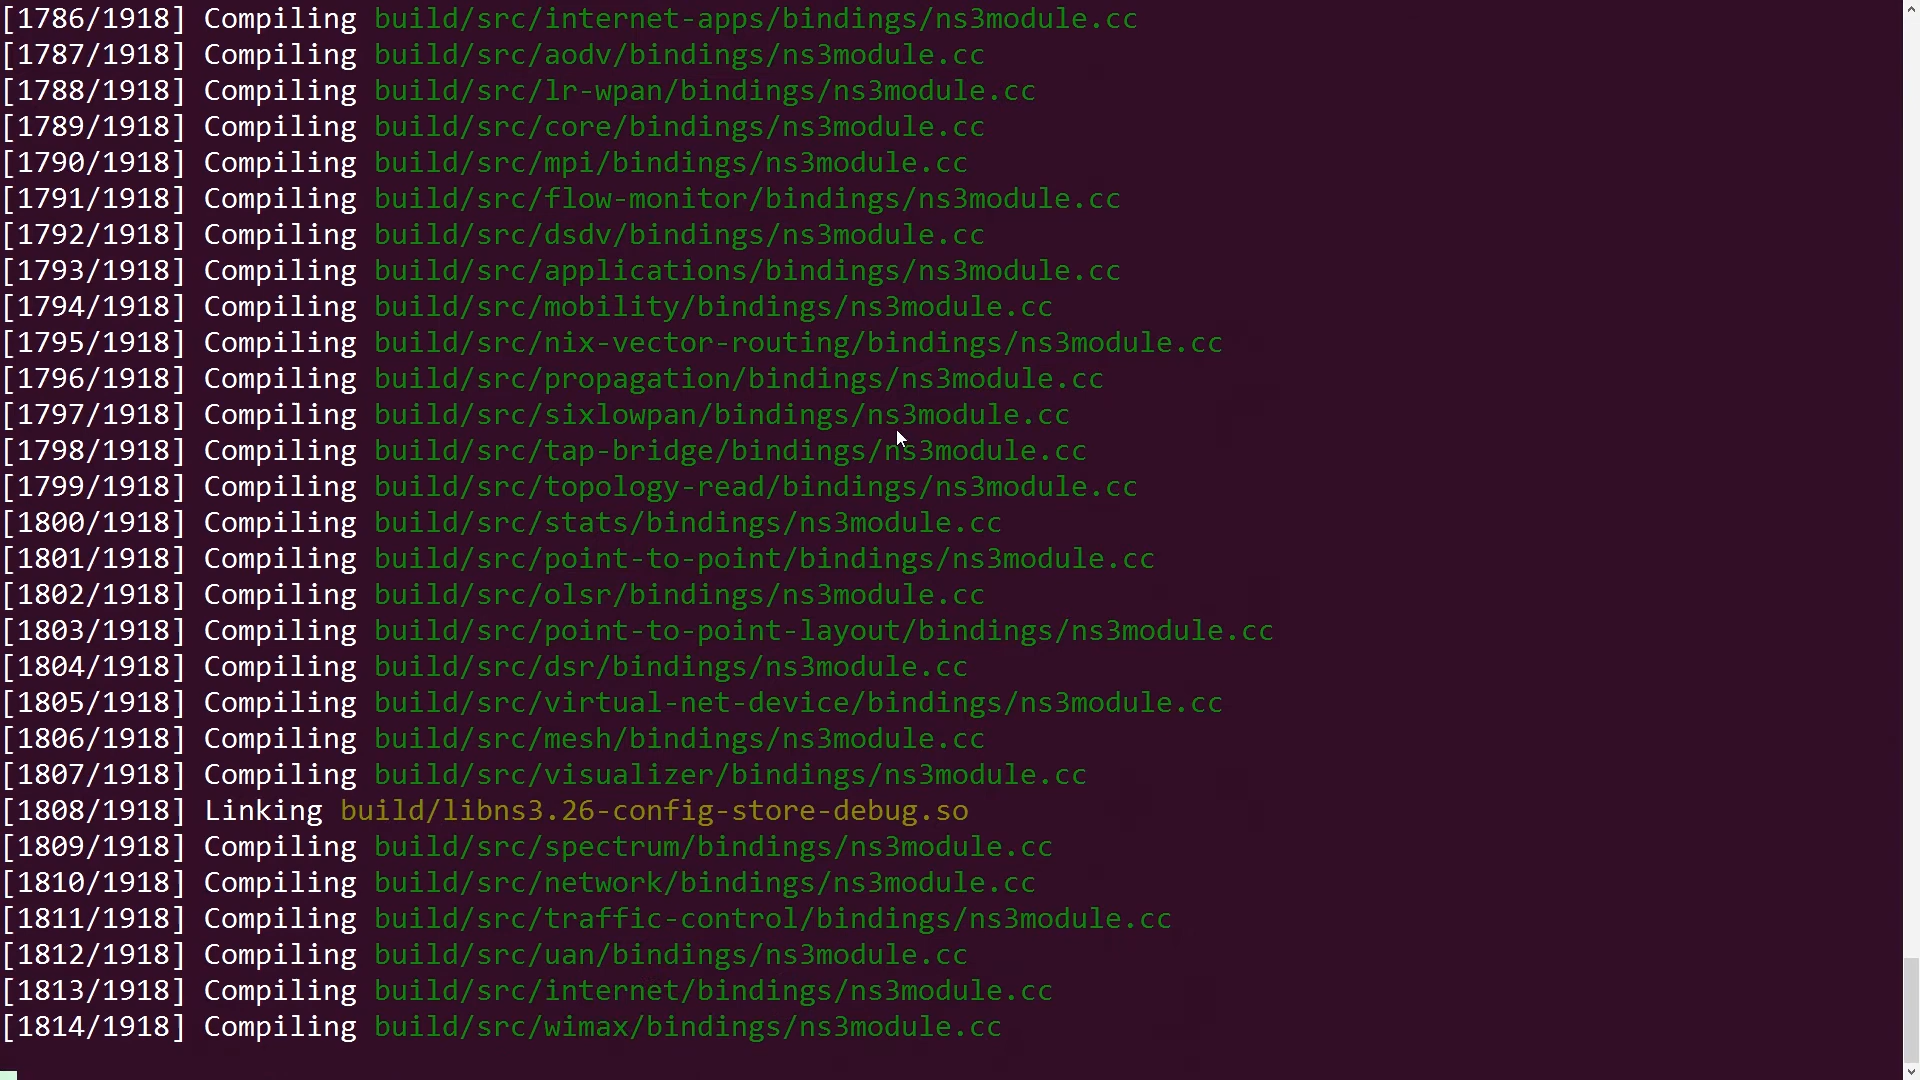 [1786/1918] Compiling build/src/internet-apps/bindings/ns3module.cc
[1787/1918] Compiling build/src/aodv/bindings/ns3module.cc
[1788/1918] Compiling build/src/lr-wpan/bindings/ns3module.cc
[1789/1918] Compiling build/src/core/bindings/ns3module.cc
[1790/1918] Compiling build/src/mpi/bindings/ns3module.cc
[1791/1918] Compiling build/src/flow-monitor/bindings/ns3module.cc
[1792/1918] Compiling build/src/dsdv/bindings/ns3module.cc
[1793/1918] Compiling build/src/applications/bindings/ns3module.cc
[1794/1918] Compiling build/src/mobility/bindings/ns3module.cc
[1795/1918] Compiling build/src/nix-vector-routing/bindings/ns3module.cc
[1796/1918] Compiling build/src/propagation/bindings/ns3module.cc
[1797/1918] Compiling build/src/sixlowpan/bindings/ns3module.cc
[1798/1918] Compiling build/src/tap-bridge/bindings/ns3module.cc
[1799/1918] Compiling build/src/topology-read/bindings/ns3module.cc
[1800/1918] Compiling build/src/stats/bindings/ns3module.cc
[1801/1918] Compiling build/src/point-to-point/bindings/ns3module.cc
[1802/1918] Compiling build/src/olsr/bindings/ns3module.cc
[1803/1918] Compiling build/src/point-to-point-layout/bindings/ns3module.cc
[1804/1918] Compiling build/src/dsr/bindings/ns3module.cc
[1805/1918] Compiling build/src/virtual-net-device/bindings/ns3module.cc
[1806/1918] Compiling build/src/mesh/bindings/ns3module.cc
[1807/1918] Compiling build/src/visualizer/bindings/ns3module.cc
[1808/1918] Linking build/libns3.26-config-store-debug.so
[1809/1918] Compiling build/src/spectrum/bindings/ns3module.cc
[1810/1918] Compiling build/src/network/bindings/ns3module.cc
[1811/1918] Compiling build/src/traffic-control/bindings/ns3module.cc
[1812/1918] Compiling build/src/uan/bindings/ns3module.cc
[1813/1918] Compiling build/src/internet/bindings/ns3module.cc
[1814/1918] Compiling build/src/wimax/bindings/ns3module.cc